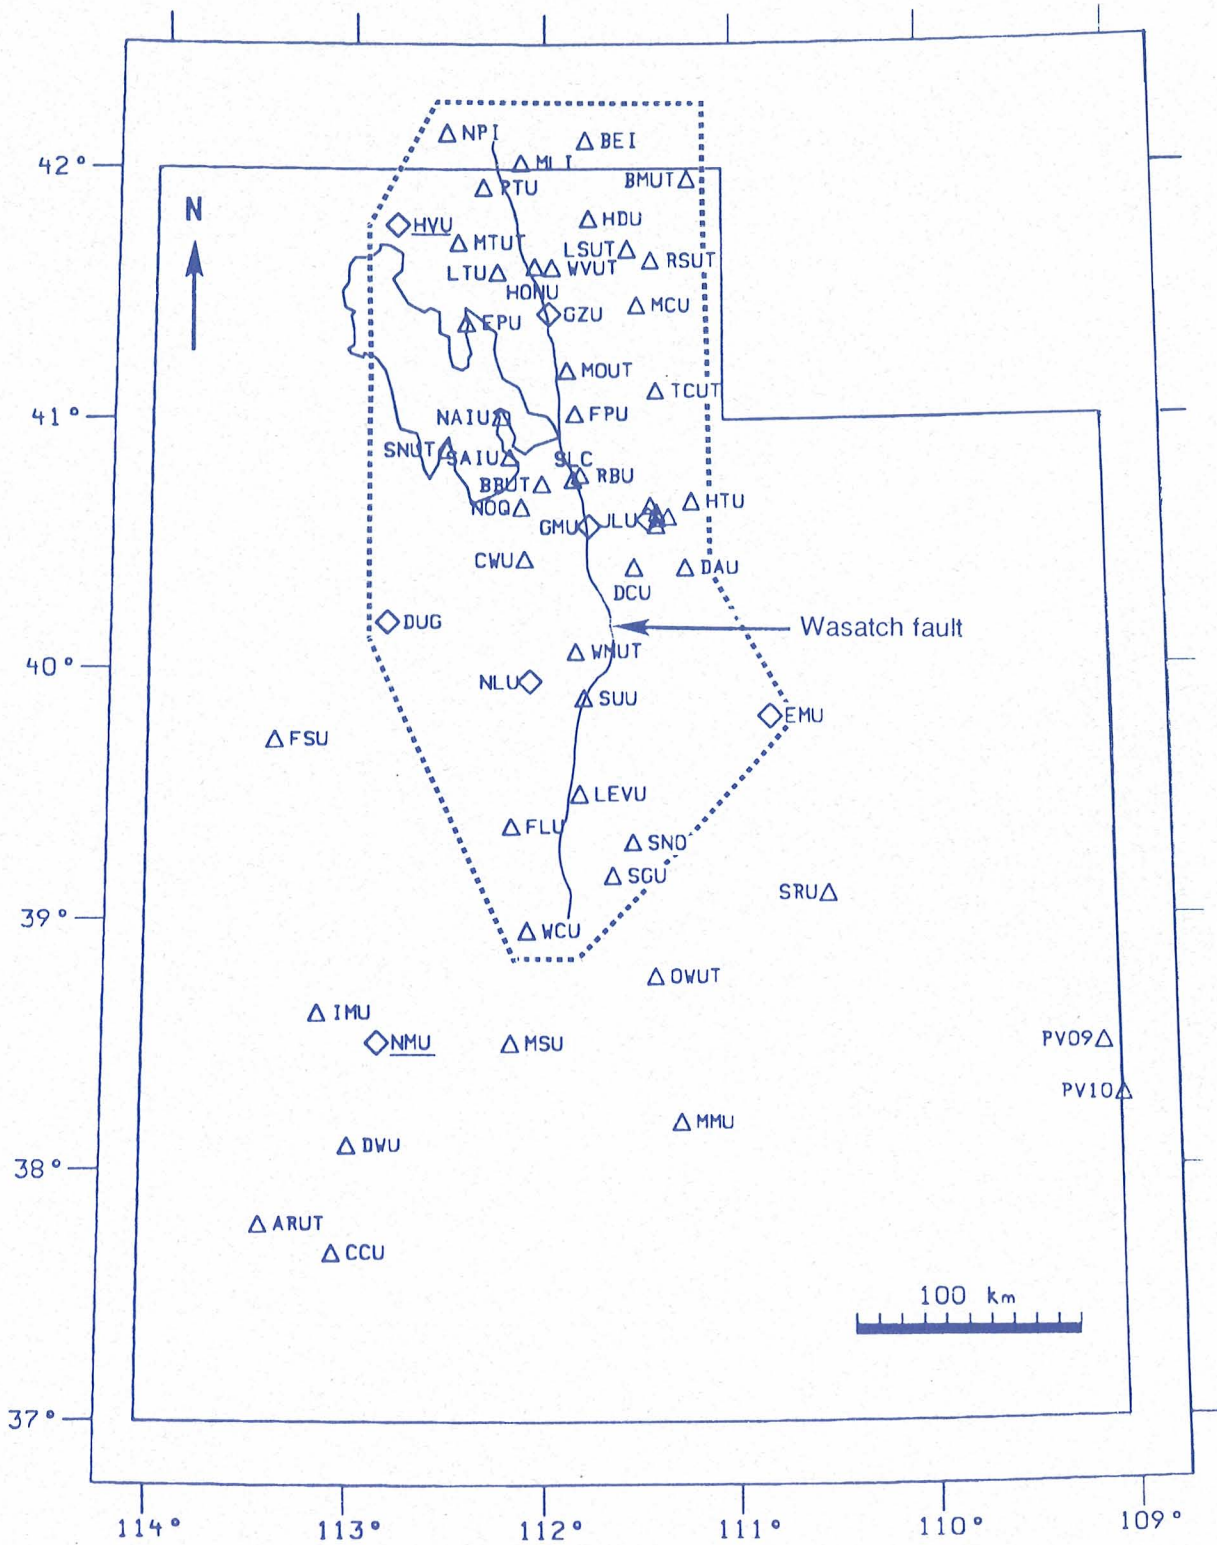 NPI
BEI
42°
MLI
BMUT
PTU
N
HDU
HVU
MTUT
LSUT
RSUT
LTU
WVUT
HONU
MCU
GZU
EPU
MOUT
TCUT
41°
NAIU
FPU
SNUT
SAIU
SLC
RBU
BBUT
HTU
NOQ
GMU
JLU
CWU
DAU
DCU
DUG
Wasatch fault
WMUT
40°
NLU
SUU
EMU
FSU
LEVU
FLU
SNO
SGU
SRU
39°
WCU
OWUT
IMU
PV09
NMU
MSU
PV10
MMU
DWU
38°
ARUT
CCU
100 km
37°
114°
113°
112°
111°
110°
109°